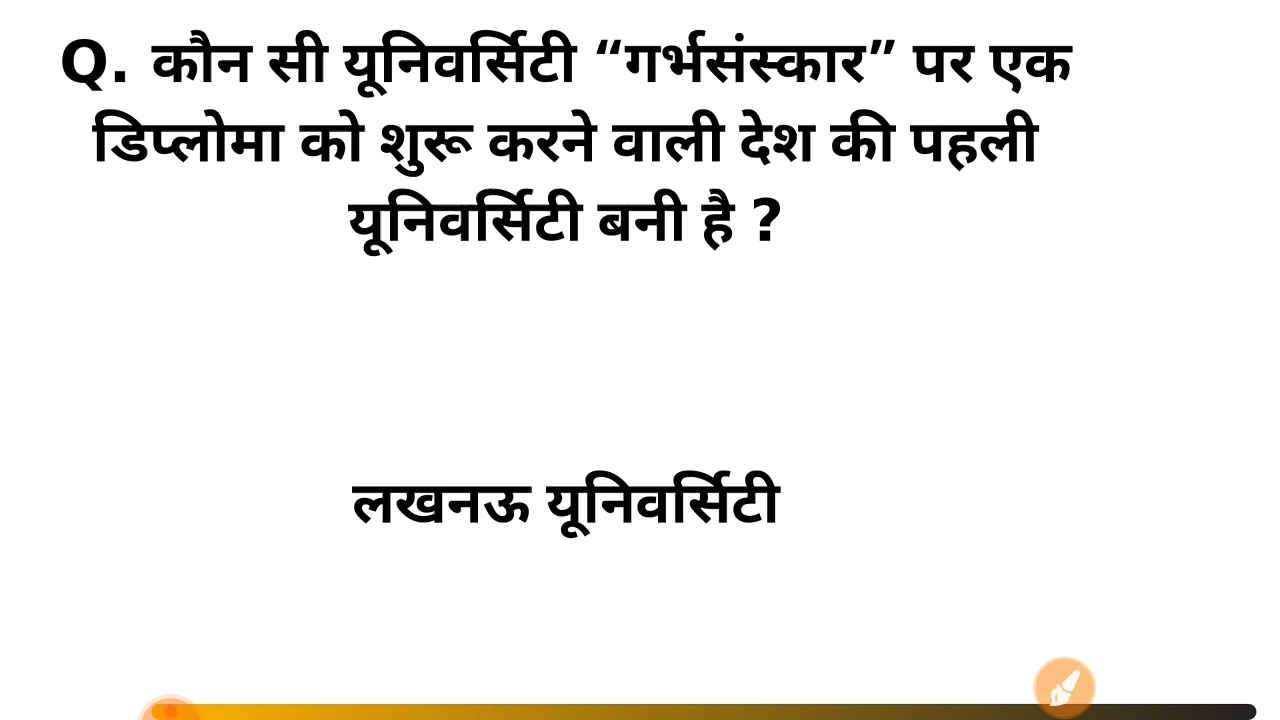 Q. कौन सी यूनिवर्सिटी “गर्भसंस्कार” पर एक
डिप्लोमा को शुरू करने वाली देश की पहली
यूनिवर्सिटी बनी है ?
लखनऊ यूनिवर्सिटी